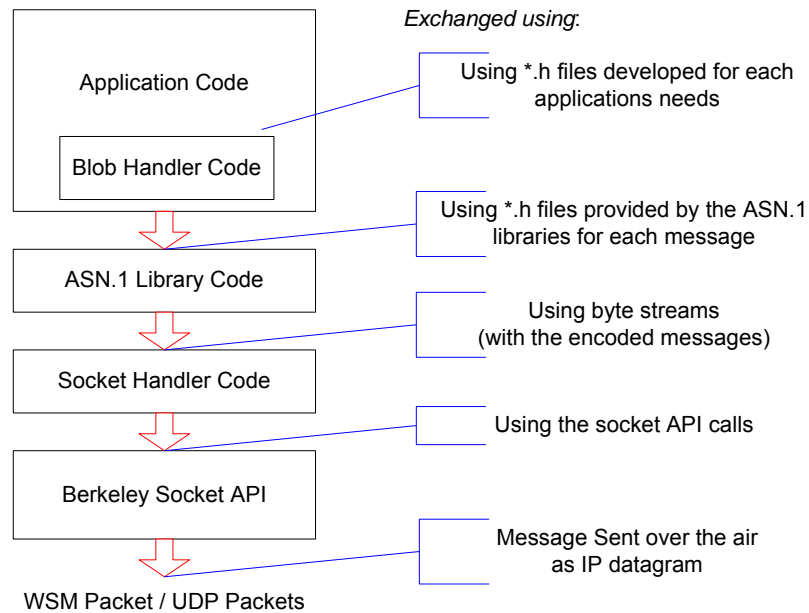 Exchanged using:
Application Code
Using *.h files developed for each
applications needs
Blob Handler Code
Using *.h files provided by the ASN.1
libraries for each message
ASN.1 Library Code
Using byte streams
(with the encoded messages)
Socket Handler Code
Using the socket API calls
Berkeley Socket API
Message Sent over the air
as IP datagram
WSM Packet / UDP Packets